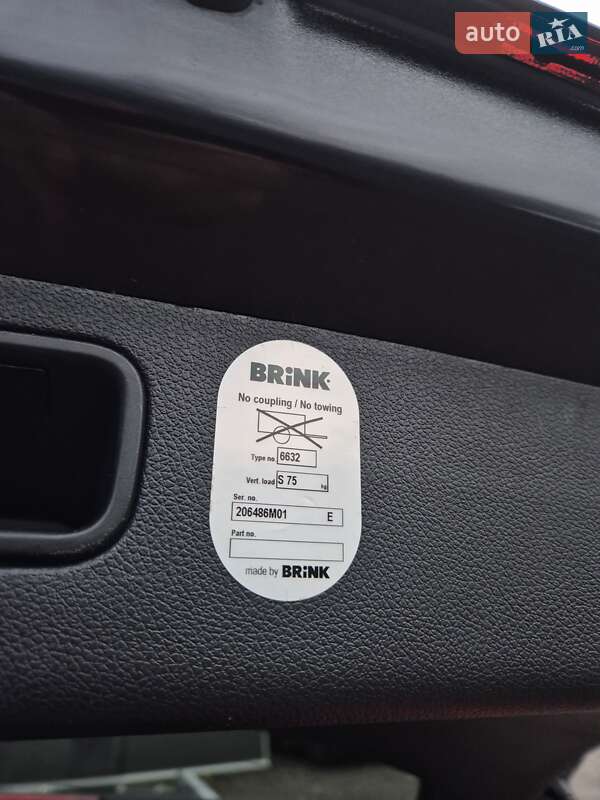 auto RIA.com
BRiNK
No coupling / No towing
Type no 6632
Vert. load S 75 kg
Ser. no.
206486M01 E
Part no.
made by BRiNK